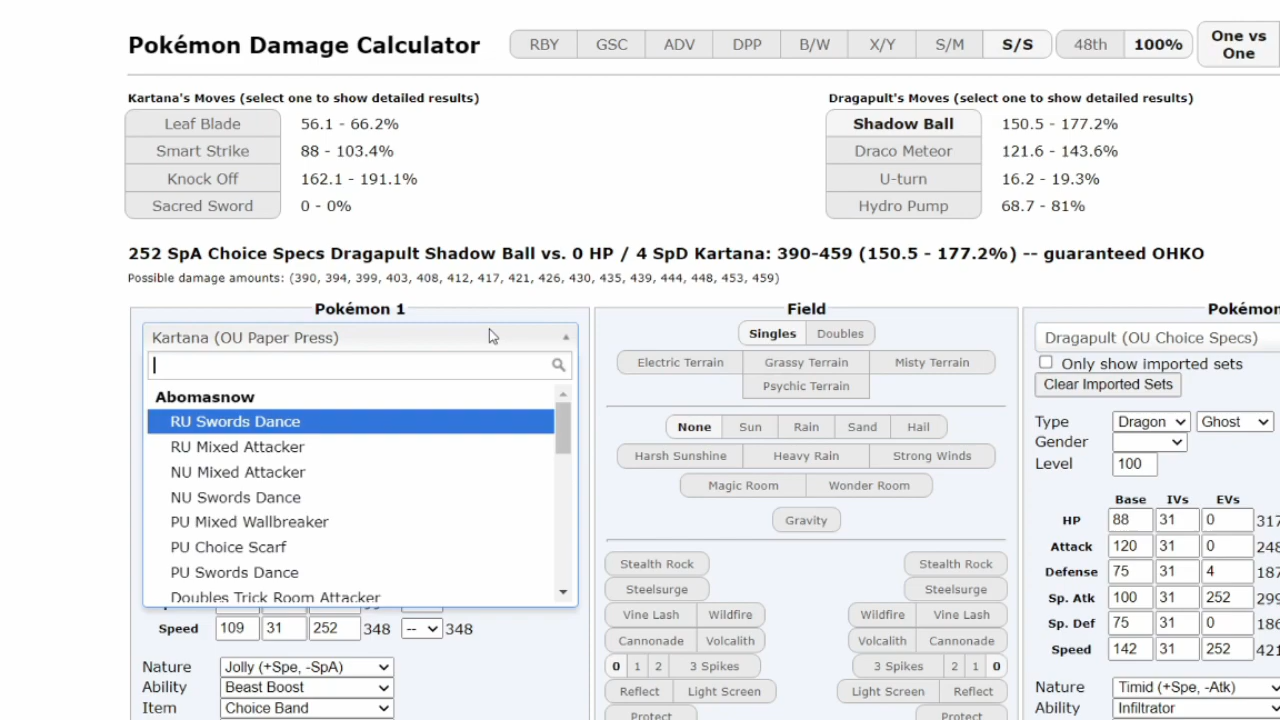 Pokémon Damage Calculator
RBY GSC ADV DPP B/W X/Y S/M S/S 48th 100% One vs One
Kartana's Moves (select one to show detailed results)
Leaf Blade 56.1 - 66.2%
Smart Strike 88 - 103.4%
Knock Off 162.1 - 191.1%
Sacred Sword 0 - 0%
Dragapult's Moves (select one to show detailed results)
Shadow Ball 150.5 - 177.2%
Draco Meteor 121.6 - 143.6%
U-turn 16.2 - 19.3%
Hydro Pump 68.7 - 81%
252 SpA Choice Specs Dragapult Shadow Ball vs. 0 HP / 4 SpD Kartana: 390-459 (150.5 - 177.2%) -- guaranteed OHKO
Possible damage amounts: (390, 394, 399, 403, 408, 412, 417, 421, 426, 430, 435, 439, 444, 448, 453, 459)
Pokémon 1
Kartana (OU Paper Press)
Abomasnow
RU Swords Dance
RU Mixed Attacker
NU Mixed Attacker
NU Swords Dance
PU Mixed Wallbreaker
PU Choice Scarf
PU Swords Dance
Doubles Trick Room Attacker
Speed 109 31 252 348 -- 348
Nature Jolly (+Spe, -SpA)
Ability Beast Boost
Item Choice Band
Field
Singles Doubles
Electric Terrain Grassy Terrain Misty Terrain
Psychic Terrain
None Sun Rain Sand Hail
Harsh Sunshine Heavy Rain Strong Winds
Magic Room Wonder Room
Gravity
Stealth Rock Stealth Rock
Steelsurge Steelsurge
Vine Lash Wildfire Wildfire Vine Lash
Cannonade Volcalith Volcalith Cannonade
0 1 2 3 Spikes 3 Spikes 2 1 0
Reflect Light Screen Light Screen Reflect
Protect Protect
Pokémon
Dragapult (OU Choice Specs)
Only show imported sets
Clear Imported Sets
Type Dragon Ghost
Gender
Level 100
Base IVs EVs
HP 88 31 0 317
Attack 120 31 0 248
Defense 75 31 4 187
Sp. Atk 100 31 252 299
Sp. Def 75 31 0 186
Speed 142 31 252 421
Nature Timid (+Spe, -Atk)
Ability Infiltrator